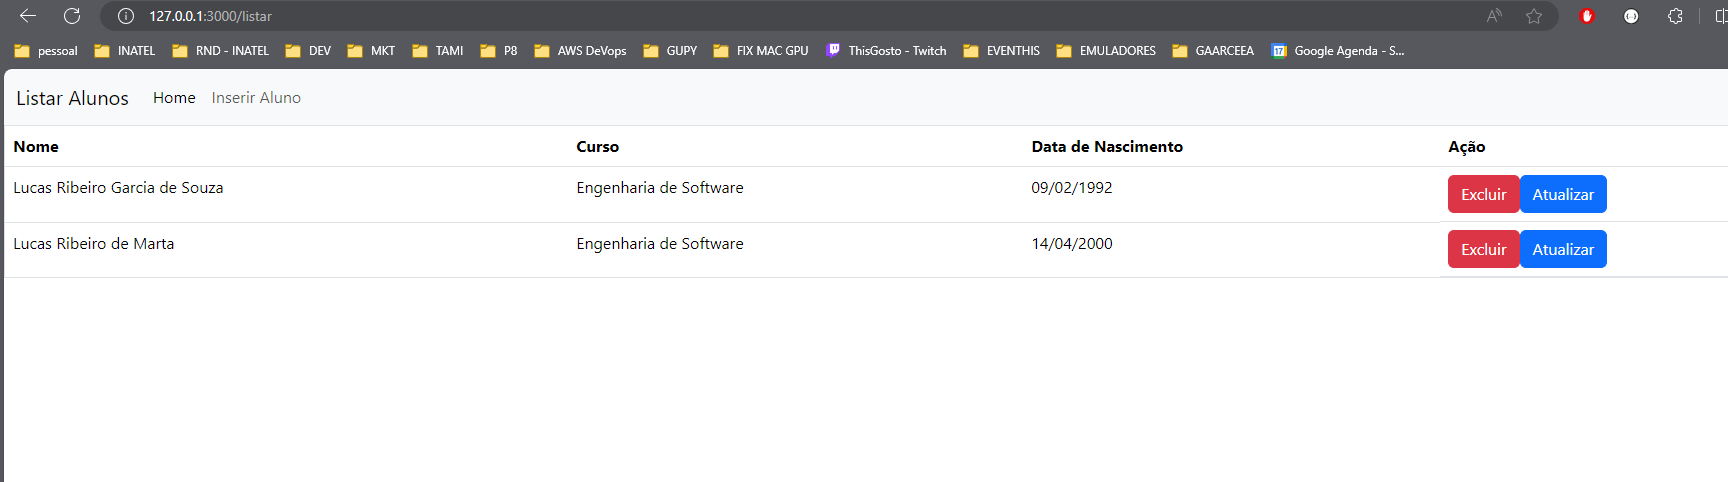 127.0.0.1:3000/listar
pessoal INATEL RND - INATEL DEV MKT TAMI P8 AWS DeVops GUPY FIX MAC GPU ThisGosto - Twitch EVENTHIS EMULADORES GAARCEEA 17 Google Agenda - S...
Listar Alunos Home Inserir Aluno
Nome Curso Data de Nascimento Ação
Lucas Ribeiro Garcia de Souza Engenharia de Software 09/02/1992 Excluir Atualizar
Lucas Ribeiro de Marta Engenharia de Software 14/04/2000 Excluir Atualizar